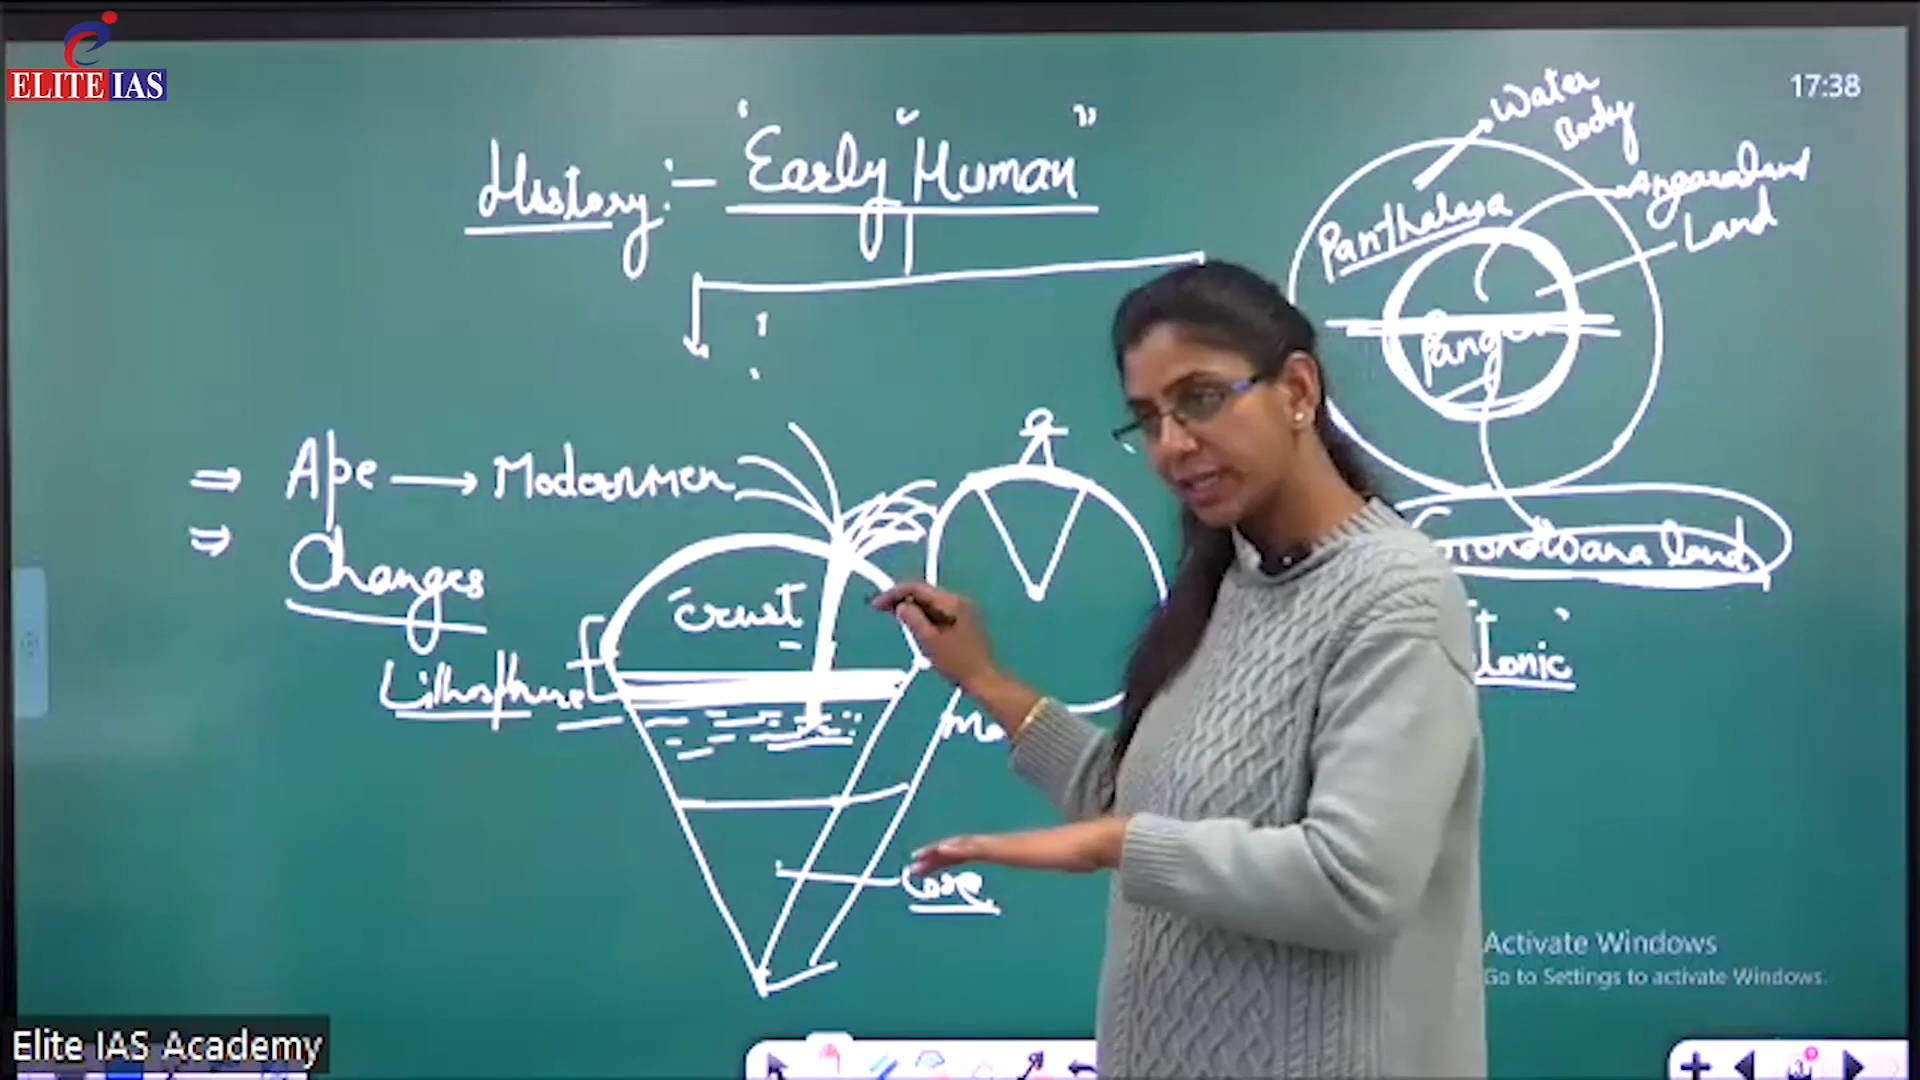 ELITE IAS
17:38
History:- "Early "Human"
Water
Body
Angaraland
Land
Panthalasa
Pangea
⇒ Ape → Modernmen
⇒ Changes
Gondwana land
crust
Lithosphere
tonic
Core
Activate Windows
Go to Settings to activate Windows.
Elite IAS Academy